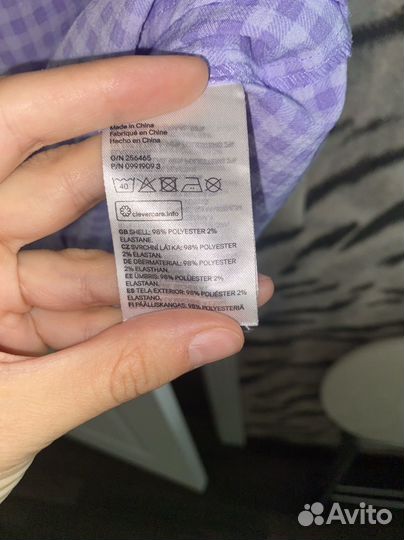 Made in China
Fabriqué en Chine
Hecho en China
O/N 256465
P/N 0991909 3
40
clevercare.info
GB SHELL: 98% POLYESTER 2%
ELASTANE.
CZ SVRCHNÍ LÁTKA: 98% POLYESTER
2% ELASTAN.
DE OBERMATERIAL: 98% POLYESTER
2% ELASTHAN.
EE ÜMBRIS: 98% POLÜESTER 2%
ELASTAAN.
ES TELA EXTERIOR: 98% POLIÉSTER 2%
ELASTANO.
FI PÄÄLLISKANGAS: 98% POLYESTERIÄ
Avito